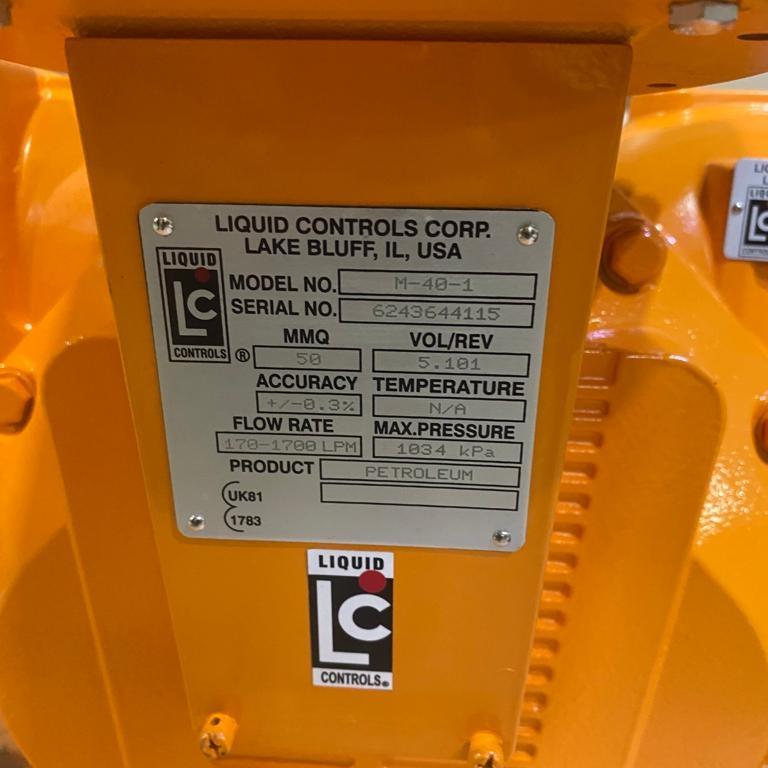 LIQUID CONTROLS CORP.
LAKE BLUFF, IL, USA
LIQUID
LC
CONTROLS ®
MODEL NO. M-40-1
SERIAL NO. 6243644115
MMQ VOL/REV
50 5.101
ACCURACY TEMPERATURE
+/-0.3% N/A
FLOW RATE MAX.PRESSURE
170-1700 LPM 1034 kPa
PRODUCT PETROLEUM
UK81
1783
LIQUID
LC
CONTROLS®